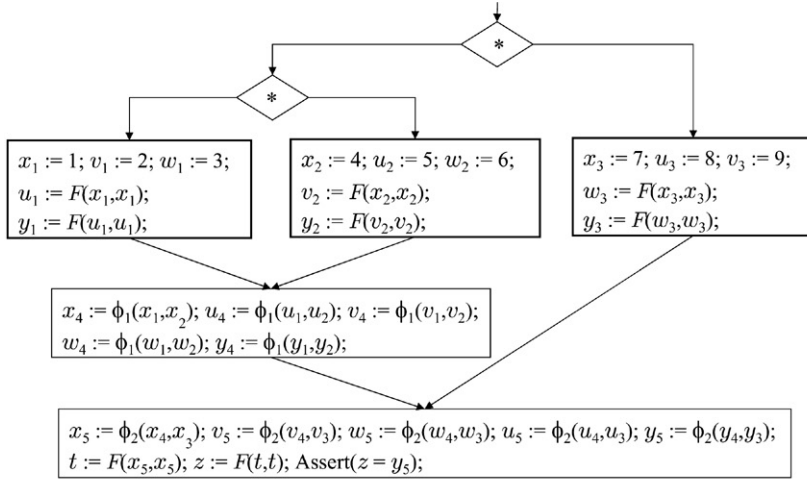 *
*
x₁ := 1; v₁ := 2; w₁ := 3;
u₁ := F(x₁,x₁);
y₁ := F(u₁,u₁);
x₂ := 4; u₂ := 5; w₂ := 6;
v₂ := F(x₂,x₂);
y₂ := F(v₂,v₂);
x₃ := 7; u₃ := 8; v₃ := 9;
w₃ := F(x₃,x₃);
y₃ := F(w₃,w₃);
x₄ := ϕ₁(x₁,x₂); u₄ := ϕ₁(u₁,u₂); v₄ := ϕ₁(v₁,v₂);
w₄ := ϕ₁(w₁,w₂); y₄ := ϕ₁(y₁,y₂);
x₅ := ϕ₂(x₄,x₃); v₅ := ϕ₂(v₄,v₃); w₅ := ϕ₂(w₄,w₃); u₅ := ϕ₂(u₄,u₃); y₅ := ϕ₂(y₄,y₃);
t := F(x₅,x₅); z := F(t,t); Assert(z = y₅);